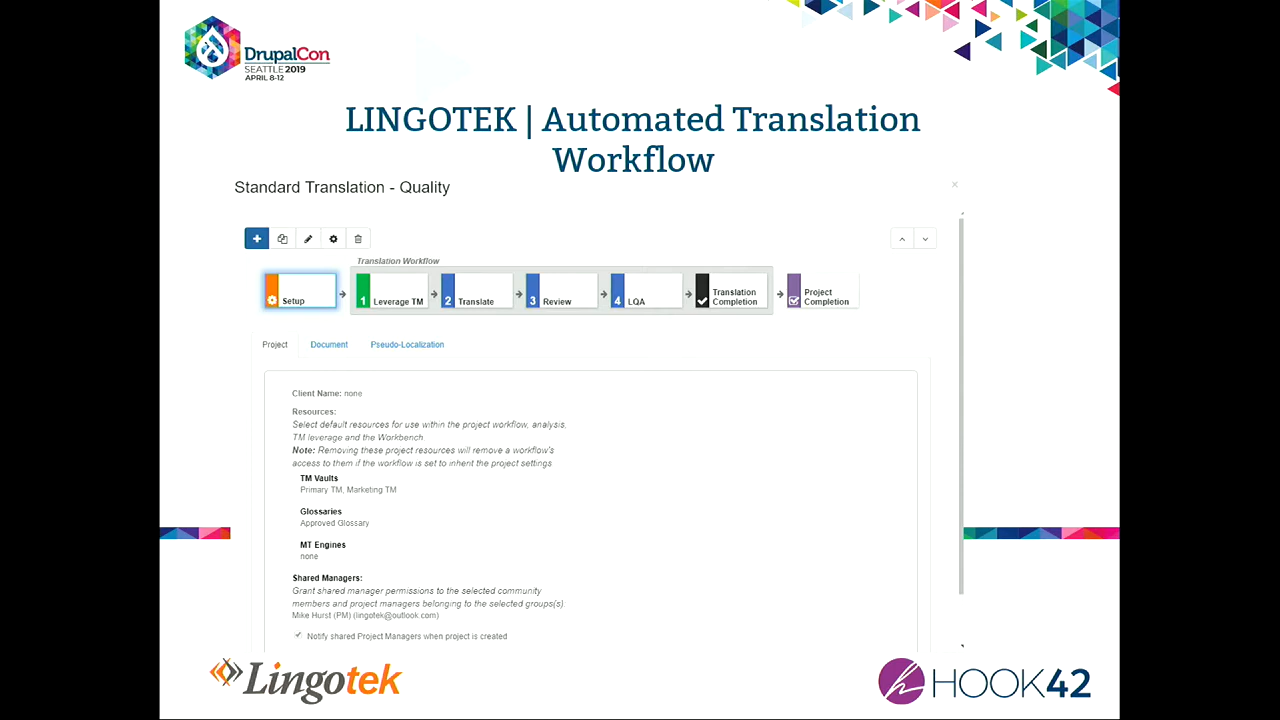 DrupalCon
SEATTLE 2019
APRIL 8-12
LINGOTEK | Automated Translation
Workflow
Standard Translation - Quality
Translation Workflow
Setup
1 Leverage TM
2 Translate
3 Review
4 LQA
Translation
Completion
Project
Completion
Project Document Pseudo-Localization
Client Name: none
Resources:
Select default resources for use within the project workflow, analysis,
TM leverage and the Workbench.
Note: Removing these project resources will remove a workflow's
access to them if the workflow is set to inherit the project settings
TM Vaults
Primary TM, Marketing TM
Glossaries
Approved Glossary
MT Engines
none
Shared Managers:
Grant shared manager permissions to the selected community
members and project managers belonging to the selected groups(s).
Mike Hurst (PM) (lingotek@outlook.com)
Notify shared Project Managers when project is created
Lingotek
HOOK42